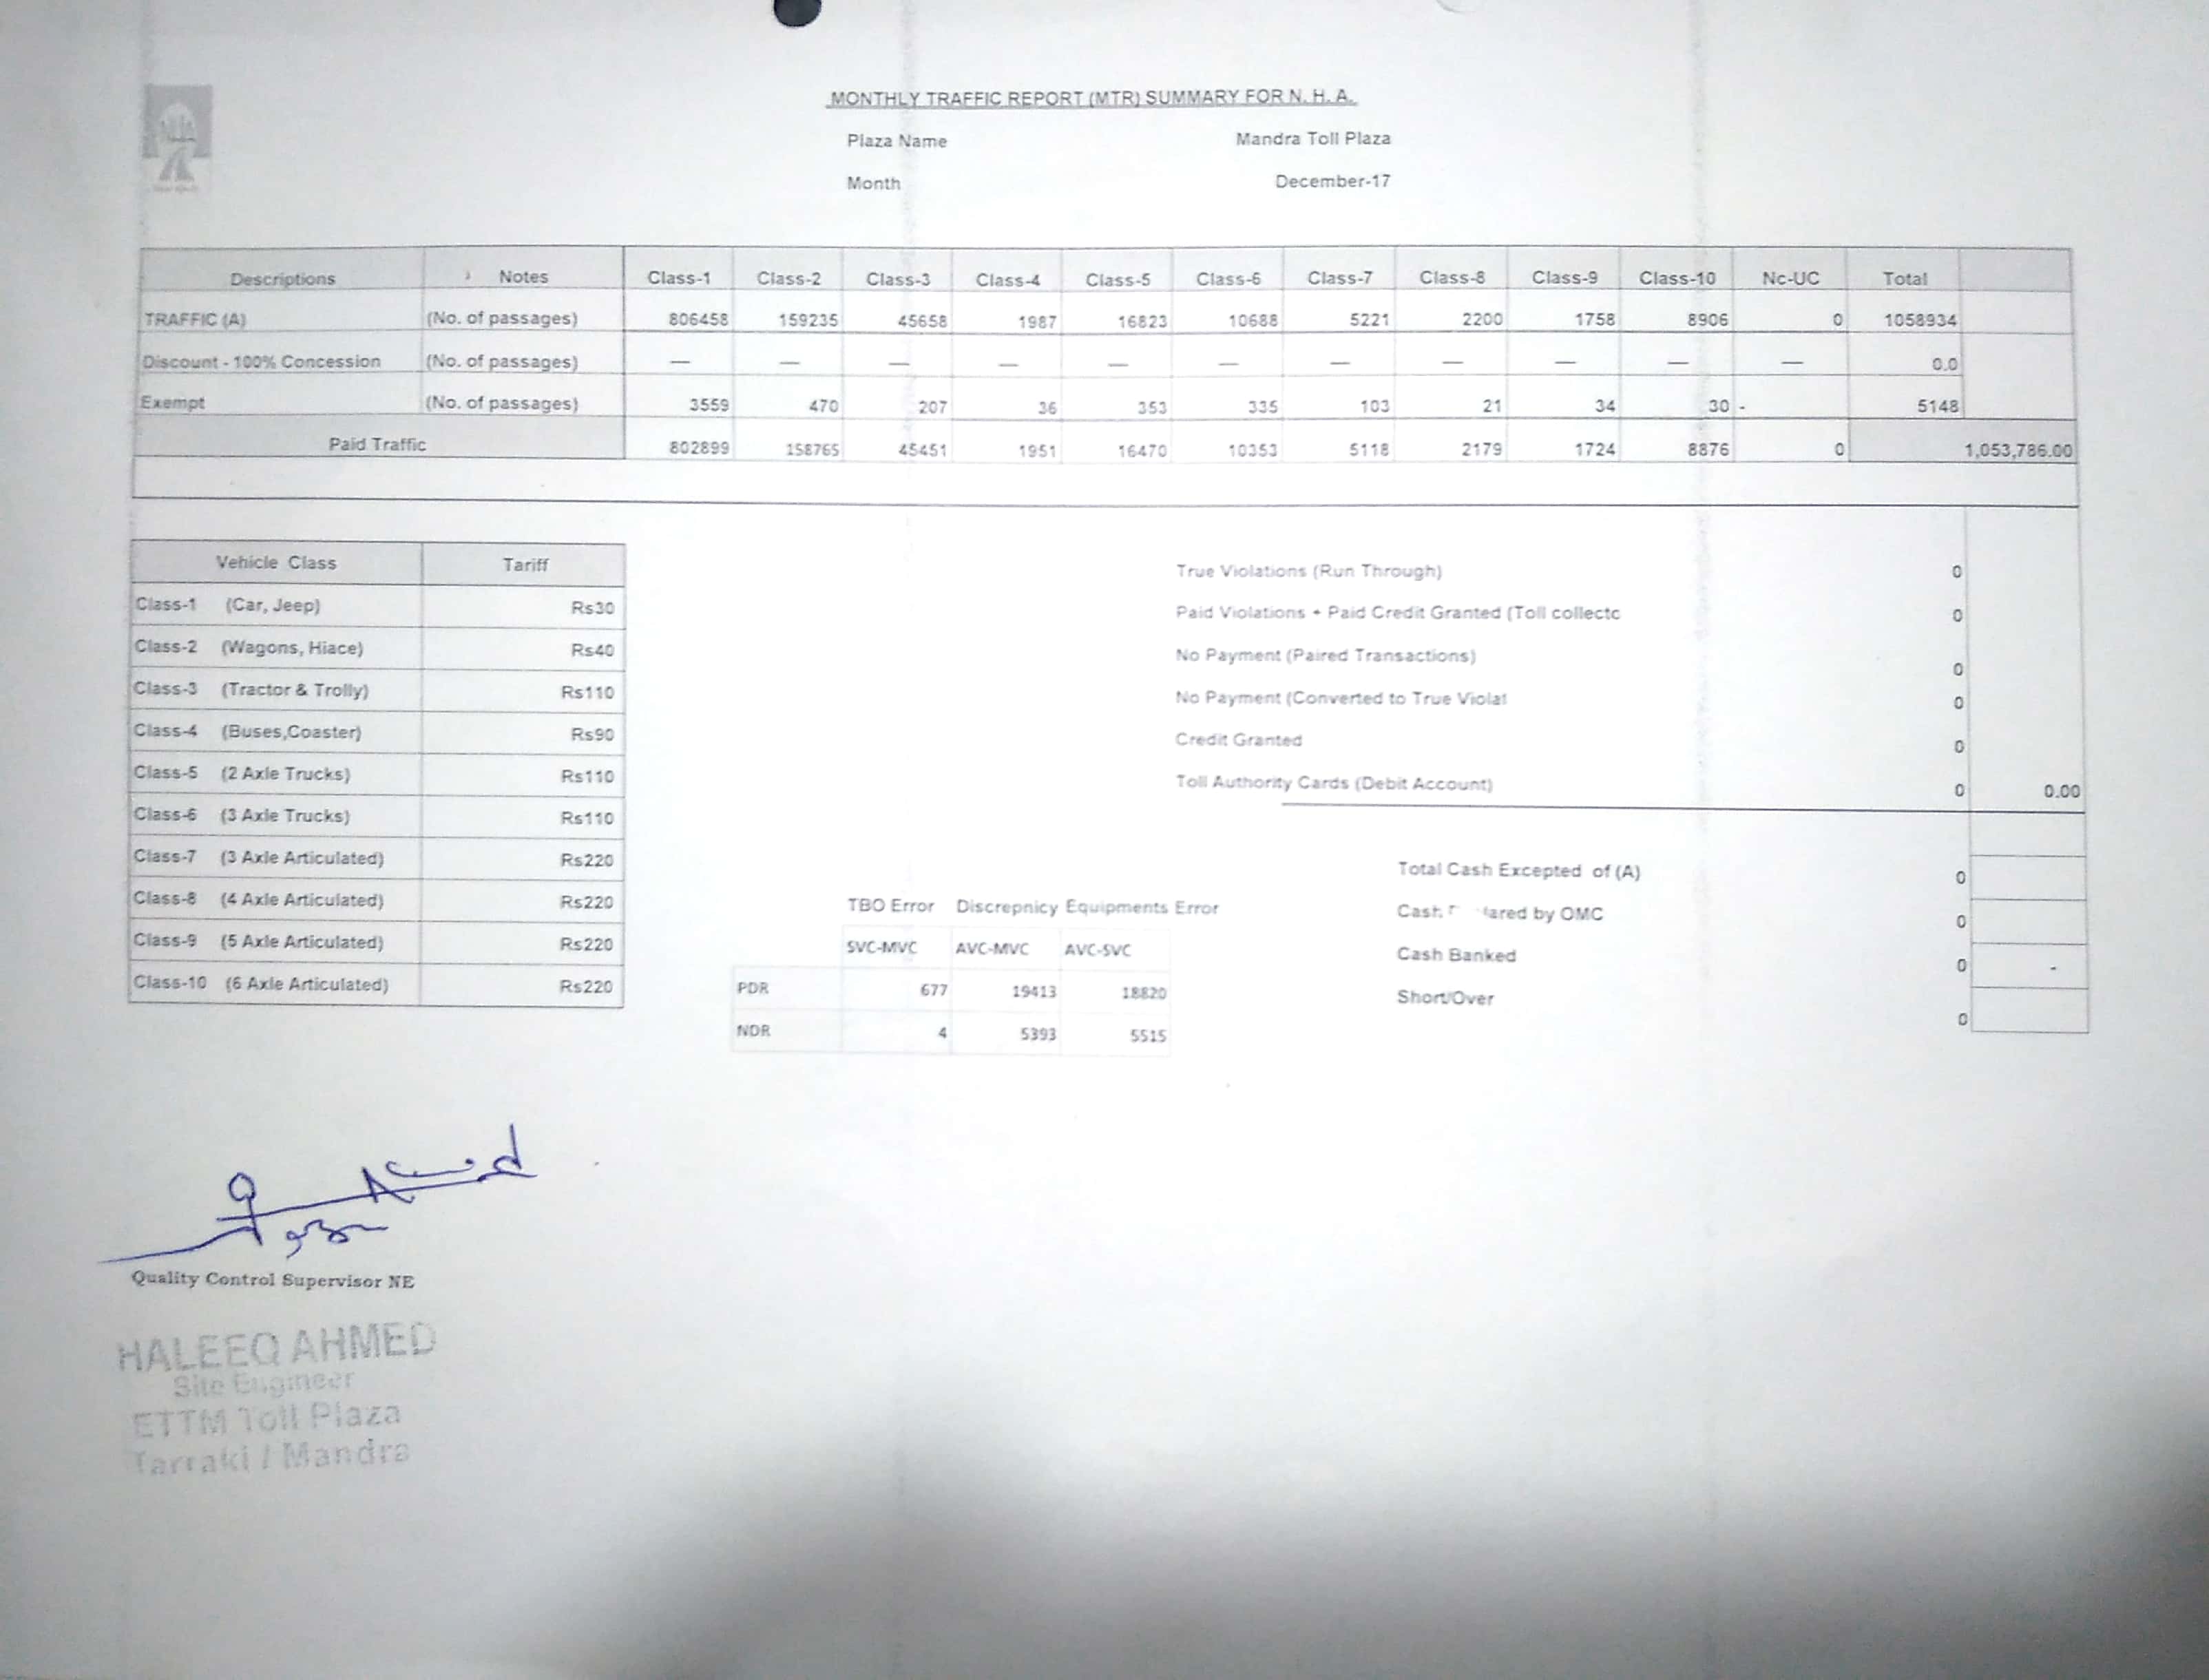 NHA
MONTHLY TRAFFIC REPORT (MTR) SUMMARY FOR N. H. A.
Plaza Name Mandra Toll Plaza
Month December-17
Descriptions Notes Class-1 Class-2 Class-3 Class-4 Class-5 Class-6 Class-7 Class-8 Class-9 Class-10 Nc-UC Total
TRAFFIC (A) (No. of passages) 806458 159235 45658 1987 16823 10688 5221 2200 1758 8906 0 1058934
Discount - 100% Concession (No. of passages) — — — — — — — — — — — 0.0
Exempt (No. of passages) 3559 470 207 36 353 335 103 21 34 30 - 5148
Paid Traffic 802899 158765 45451 1951 16470 10353 5118 2179 1724 8876 0 1,053,786.00
Vehicle Class Tariff
Class-1 (Car, Jeep) Rs30
Class-2 (Wagons, Hiace) Rs40
Class-3 (Tractor & Trolly) Rs110
Class-4 (Buses,Coaster) Rs90
Class-5 (2 Axle Trucks) Rs110
Class-6 (3 Axle Trucks) Rs110
Class-7 (3 Axle Articulated) Rs220
Class-8 (4 Axle Articulated) Rs220
Class-9 (5 Axle Articulated) Rs220
Class-10 (6 Axle Articulated) Rs220
True Violations (Run Through) 0
Paid Violations + Paid Credit Granted (Toll collectc 0
No Payment (Paired Transactions) 0
No Payment (Converted to True Violat 0
Credit Granted 0
Toll Authority Cards (Debit Account) 0 0.00
TBO Error Discrepnicy Equipments Error
SVC-MVC AVC-MVC AVC-SVC
PDR 677 19413 18820
NDR 4 5393 5515
Total Cash Excepted of (A) 0
Cash by OMC 0
Cash Banked 0 -
Short/Over 0
Quality Control Supervisor NE
HALEEQ AHMED
Site Engineer
ETTM Toll Plaza
Tarraki / Mandra